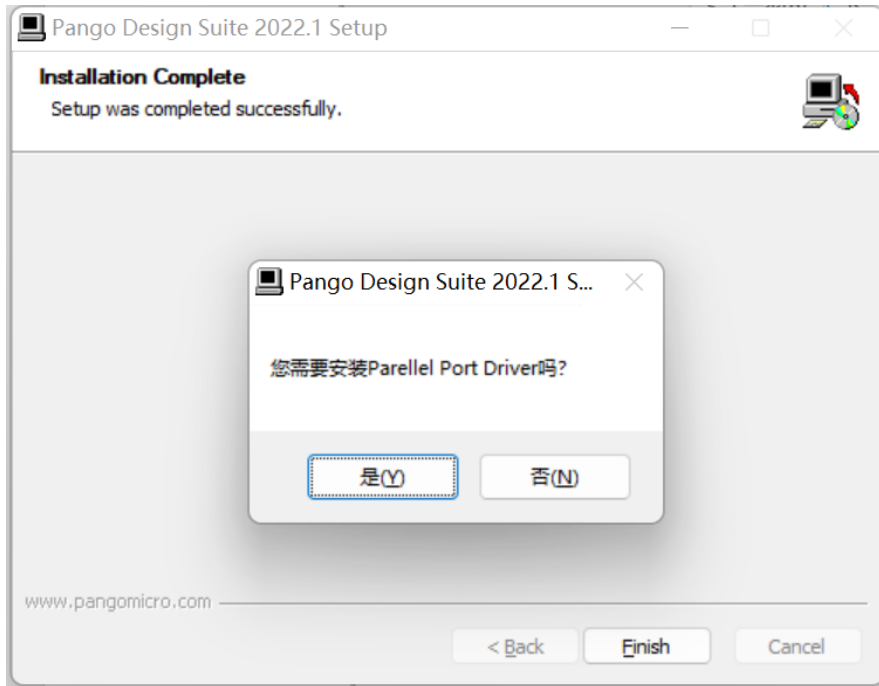 Pango Design Suite 2022.1 Setup
Installation Complete
Setup was completed successfully.
Pango Design Suite 2022.1 S...
您需要安装Parellel Port Driver吗?
是(Y)
否(N)
www.pangomicro.com
< Back
Finish
Cancel